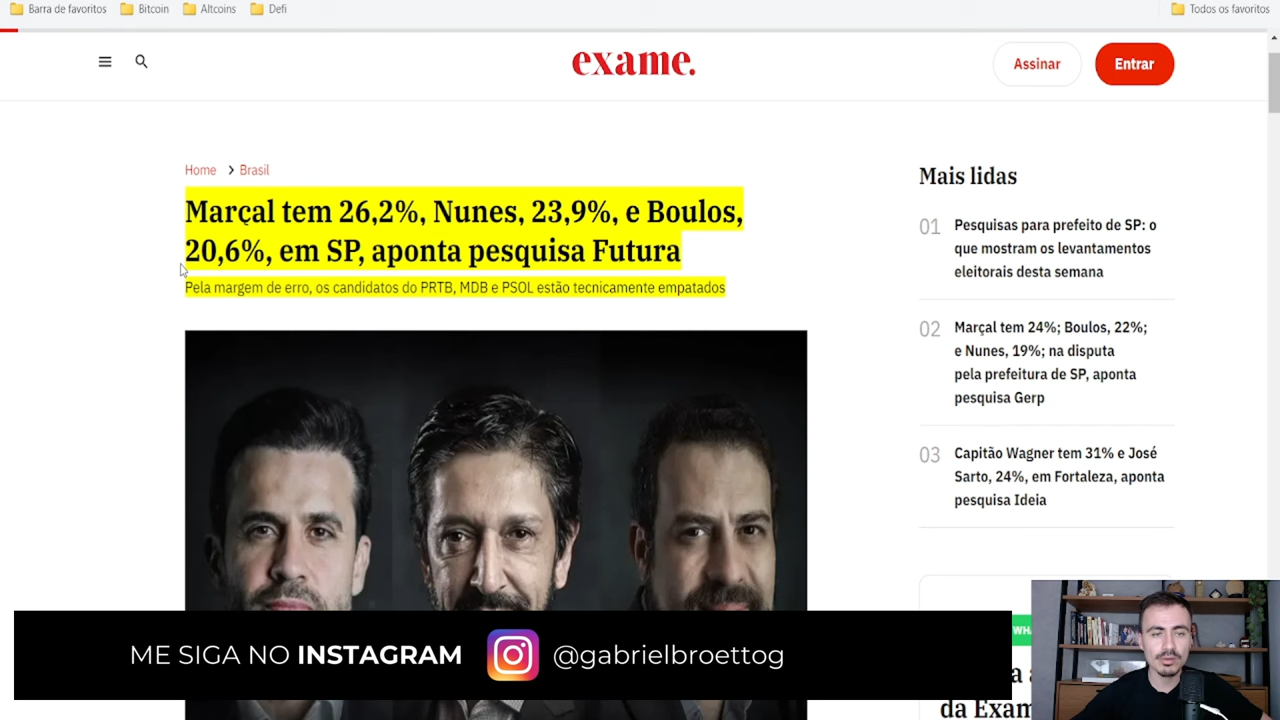 Barra de favoritos
Bitcoin
Altcoins
Defi
Todos os favoritos
exame.
Assinar
Entrar
Home
Brasil
Marçal tem 26,2%, Nunes, 23,9%, e Boulos,
20,6%, em SP, aponta pesquisa Futura
Pela margem de erro, os candidatos do PRTB, MDB e PSOL estão tecnicamente empatados
Mais lidas
01
Pesquisas para prefeito de SP: o
que mostram os levantamentos
eleitorais desta semana
02
Marçal tem 24%; Boulos, 22%;
e Nunes, 19%; na disputa
pela prefeitura de SP, aponta
pesquisa Gerp
03
Capitão Wagner tem 31% e José
Sarto, 24%, em Fortaleza, aponta
pesquisa Ideia
ME SIGA NO INSTAGRAM
@gabrielbroettog
da Exam